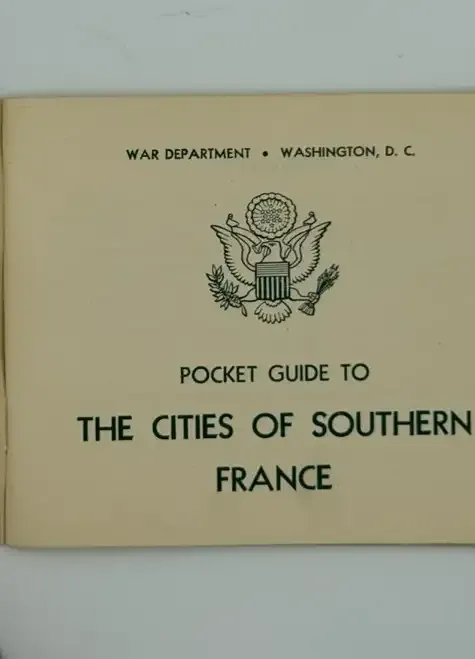 WAR DEPARTMENT • WASHINGTON, D. C.
POCKET GUIDE TO
THE CITIES OF SOUTHERN
FRANCE